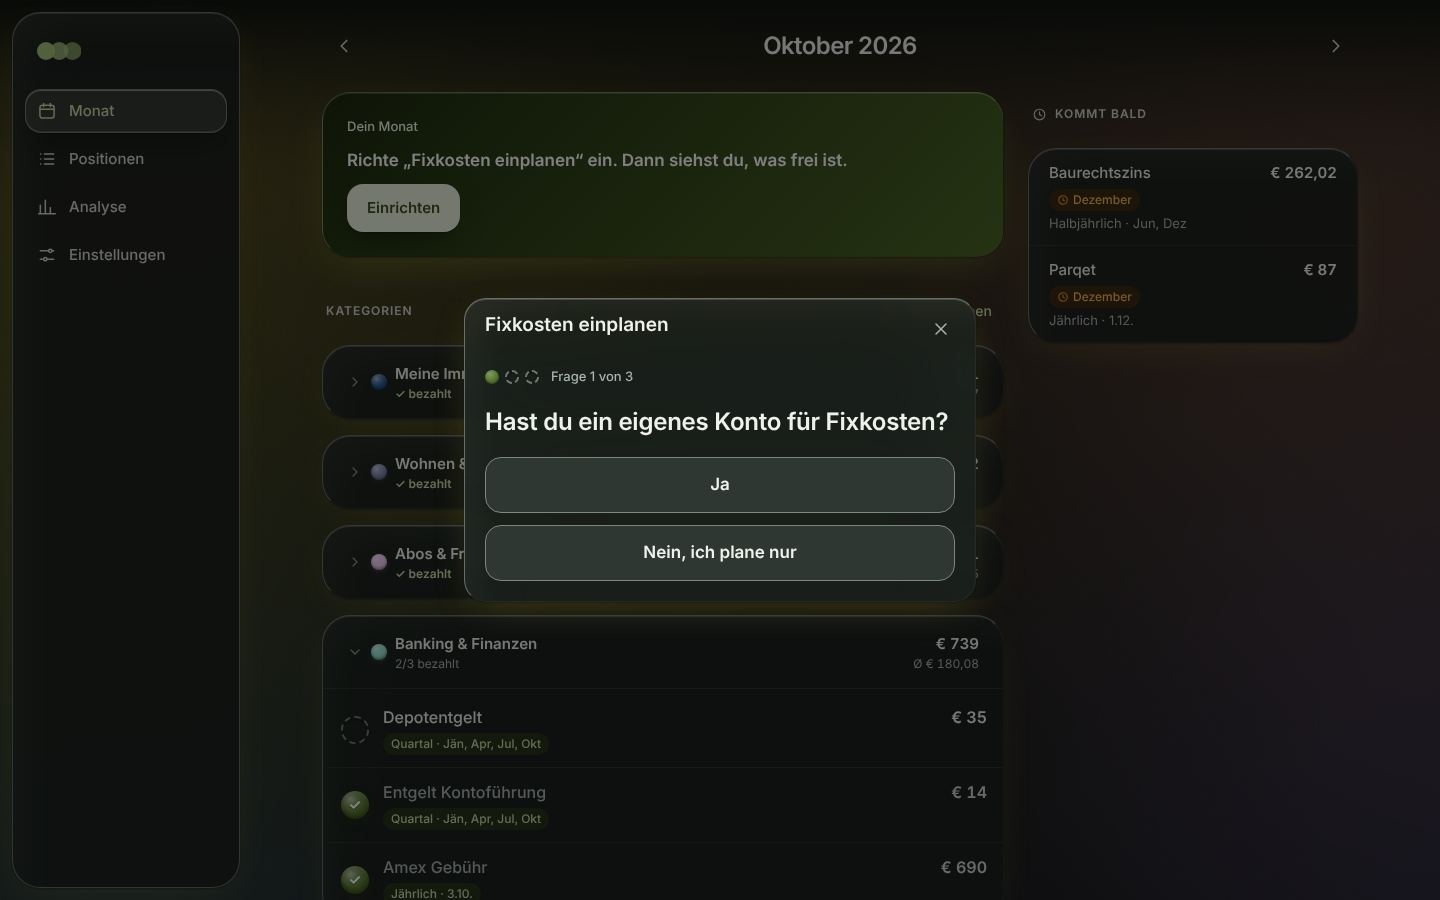 Monat
Positionen
Analyse
Einstellungen
Oktober 2026
Dein Monat
Richte „Fixkosten einplanen“ ein. Dann siehst du, was frei ist.
Einrichten
KATEGORIEN
Meine
✓ bezahlt
Wohnen &
✓ bezahlt
Abos &
✓ bezahlt
Fixkosten einplanen
Frage 1 von 3
Hast du ein eigenes Konto für Fixkosten?
Ja
Nein, ich plane nur
Banking & Finanzen
€ 739
2/3 bezahlt
Ø € 180,08
Depotentgelt
€ 35
Quartal · Jän, Apr, Jul, Okt
Entgelt Kontoführung
€ 14
Quartal · Jän, Apr, Jul, Okt
Amex Gebühr
€ 690
Jährlich · 3.10.
KOMMT BALD
Baurechtszins
€ 262,02
Dezember
Halbjährlich · Jun, Dez
Parqet
€ 87
Dezember
Jährlich · 1.12.